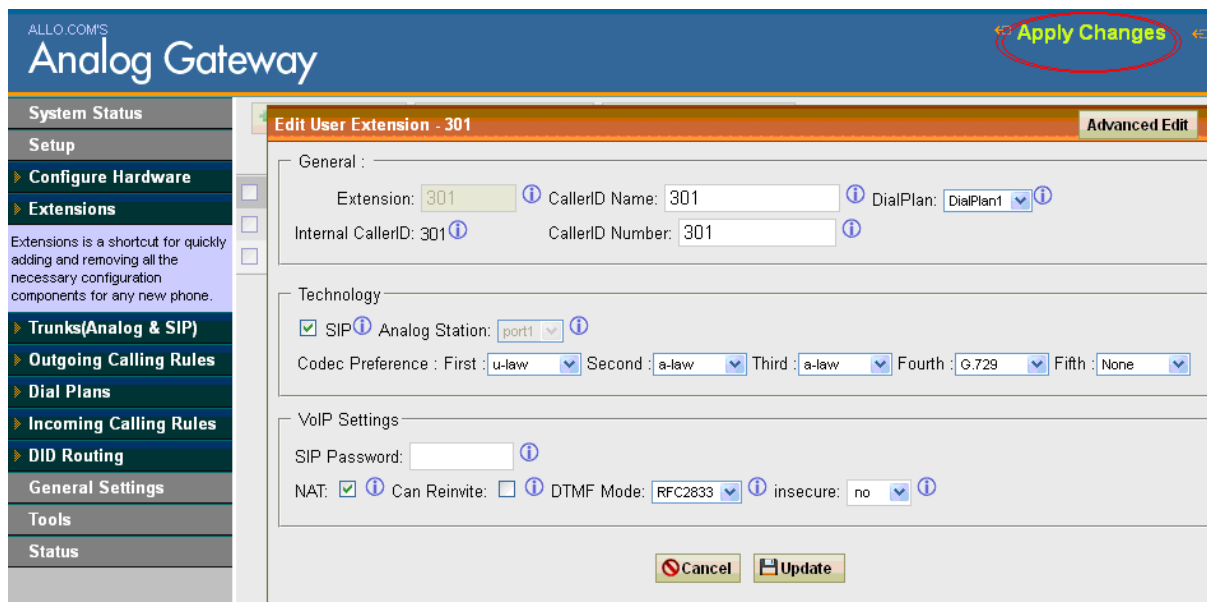 ALLO.COM'S
Analog Gateway
Apply Changes
System Status
Setup
Configure Hardware
Extensions
Extensions is a shortcut for quickly
adding and removing all the
necessary configuration
components for any new phone.
Trunks(Analog & SIP)
Outgoing Calling Rules
Dial Plans
Incoming Calling Rules
DID Routing
General Settings
Tools
Status
Edit User Extension - 301
Advanced Edit
General :
Extension: 301 CallerID Name: 301 DialPlan: DialPlan1
Internal CallerID: 301 CallerID Number: 301
Technology
SIP Analog Station: port1
Codec Preference : First : u-law Second : a-law Third : a-law Fourth : G.729 Fifth : None
VoIP Settings
SIP Password:
NAT: Can Reinvite: DTMF Mode: RFC2833 insecure: no
Cancel Update